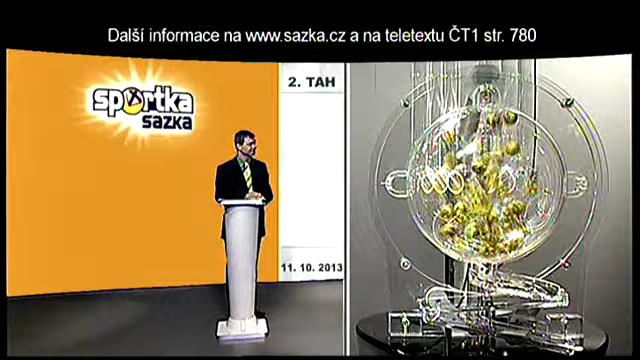 Další informace na www.sazka.cz a na teletextu ČT1 str. 780
sportka
sazka
2. TAH
11. 10. 2013